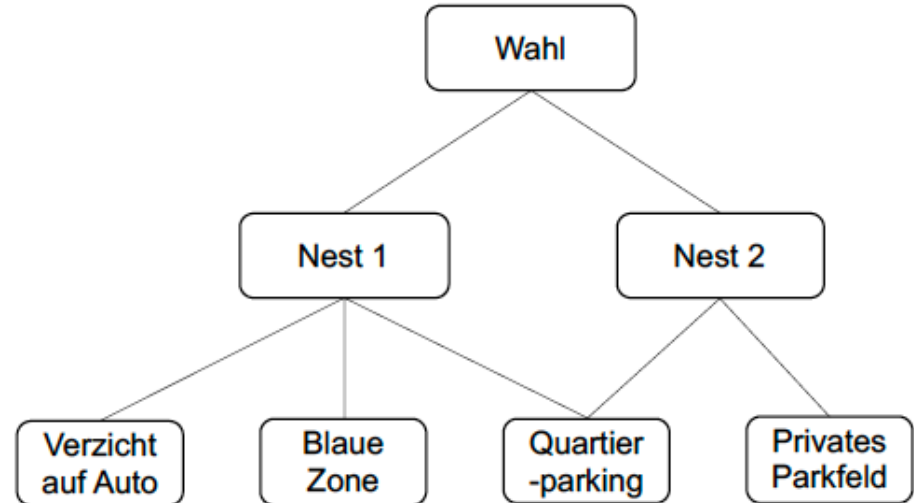 Wahl
Nest 1
Nest 2
Verzicht
auf Auto
Blaue
Zone
Quartier
-parking
Privates
Parkfeld